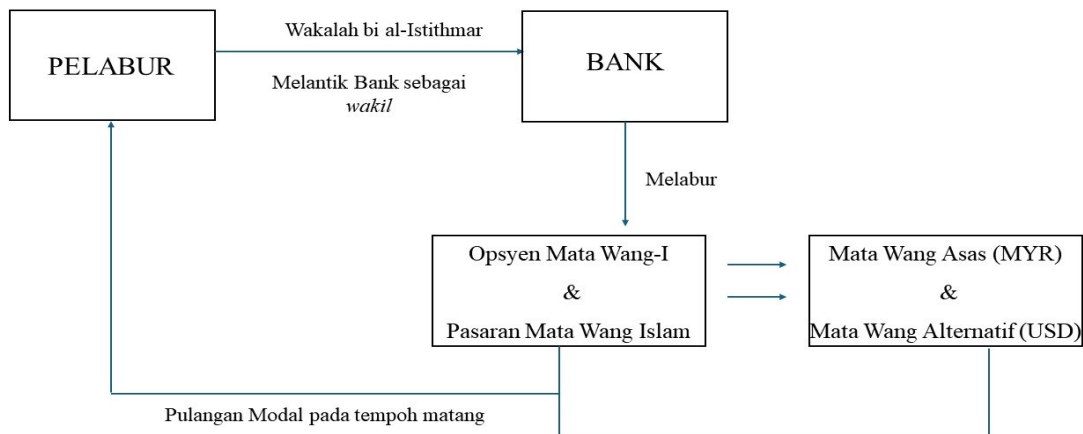 PELABUR
Wakalah bi al-Istithmar
Melantik Bank sebagai
wakil
BANK
Melabur
Opsyen Mata Wang-I
&
Pasaran Mata Wang Islam
Mata Wang Asas (MYR)
&
Mata Wang Alternatif (USD)
Pulangan Modal pada tempoh matang